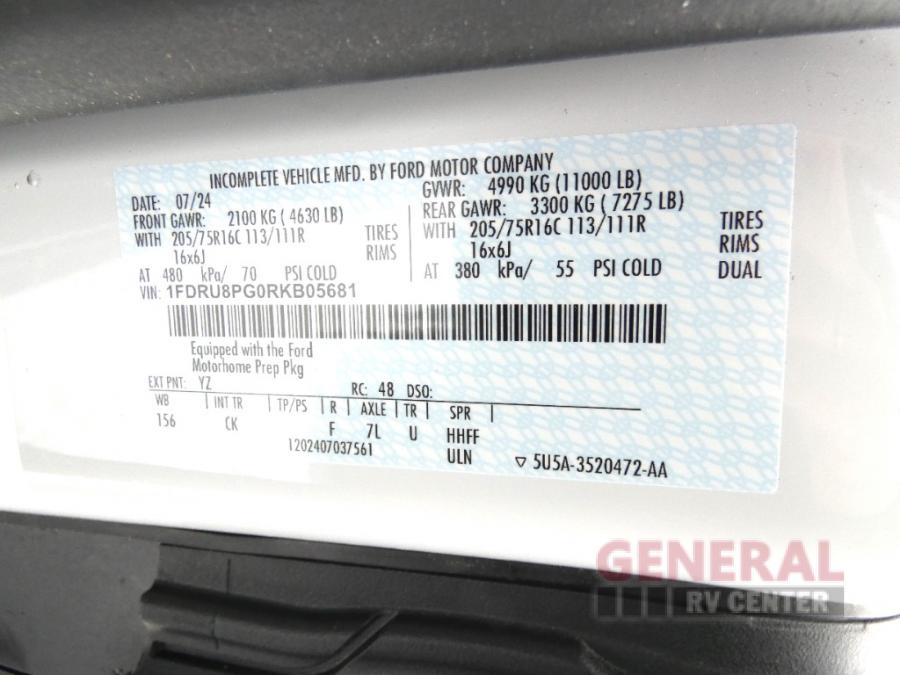 INCOMPLETE VEHICLE MFD. BY FORD MOTOR COMPANY
DATE: 07/24 GVWR: 4990 KG (11000 LB)
FRONT GAWR: 2100 KG ( 4630 LB) REAR GAWR: 3300 KG ( 7275 LB)
WITH 205/75R16C 113/111R TIRES WITH 205/75R16C 113/111R TIRES
16x6J RIMS 16x6J RIMS
AT 480 kPa/ 70 PSI COLD AT 380 kPa/ 55 PSI COLD DUAL
VIN: 1FDRU8PG0RKB05681
Equipped with the Ford
Motorhome Prep Pkg
EXT PNT: YZ RC: 48 DSO:
WB INT TR TP/PS R AXLE TR SPR
156 CK F 7L U HHFF
1202407037561 ULN ▽ 5U5A-3520472-AA
GENERAL
RV CENTER